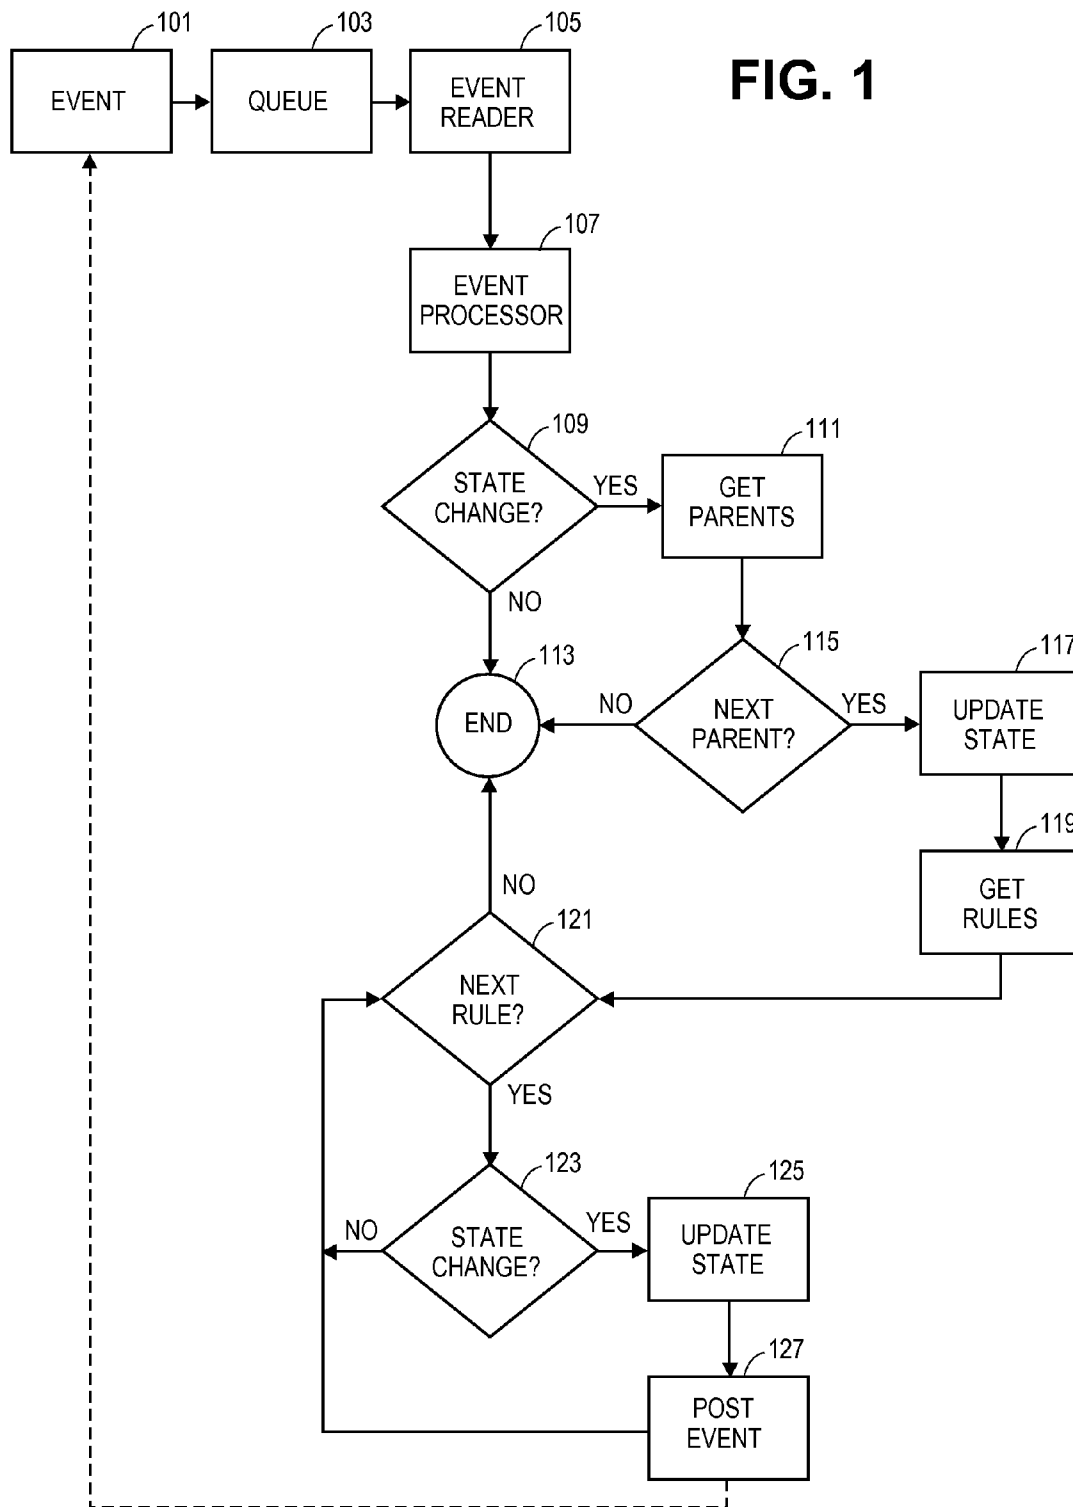 FIG. 1
101
103
105
EVENT
QUEUE
EVENT
READER
107
EVENT
PROCESSOR
109
STATE
CHANGE?
YES
NO
111
GET
PARENTS
113
END
115
NEXT
PARENT?
NO
YES
117
UPDATE
STATE
119
GET
RULES
NO
121
NEXT
RULE?
YES
123
STATE
CHANGE?
NO
YES
125
UPDATE
STATE
127
POST
EVENT